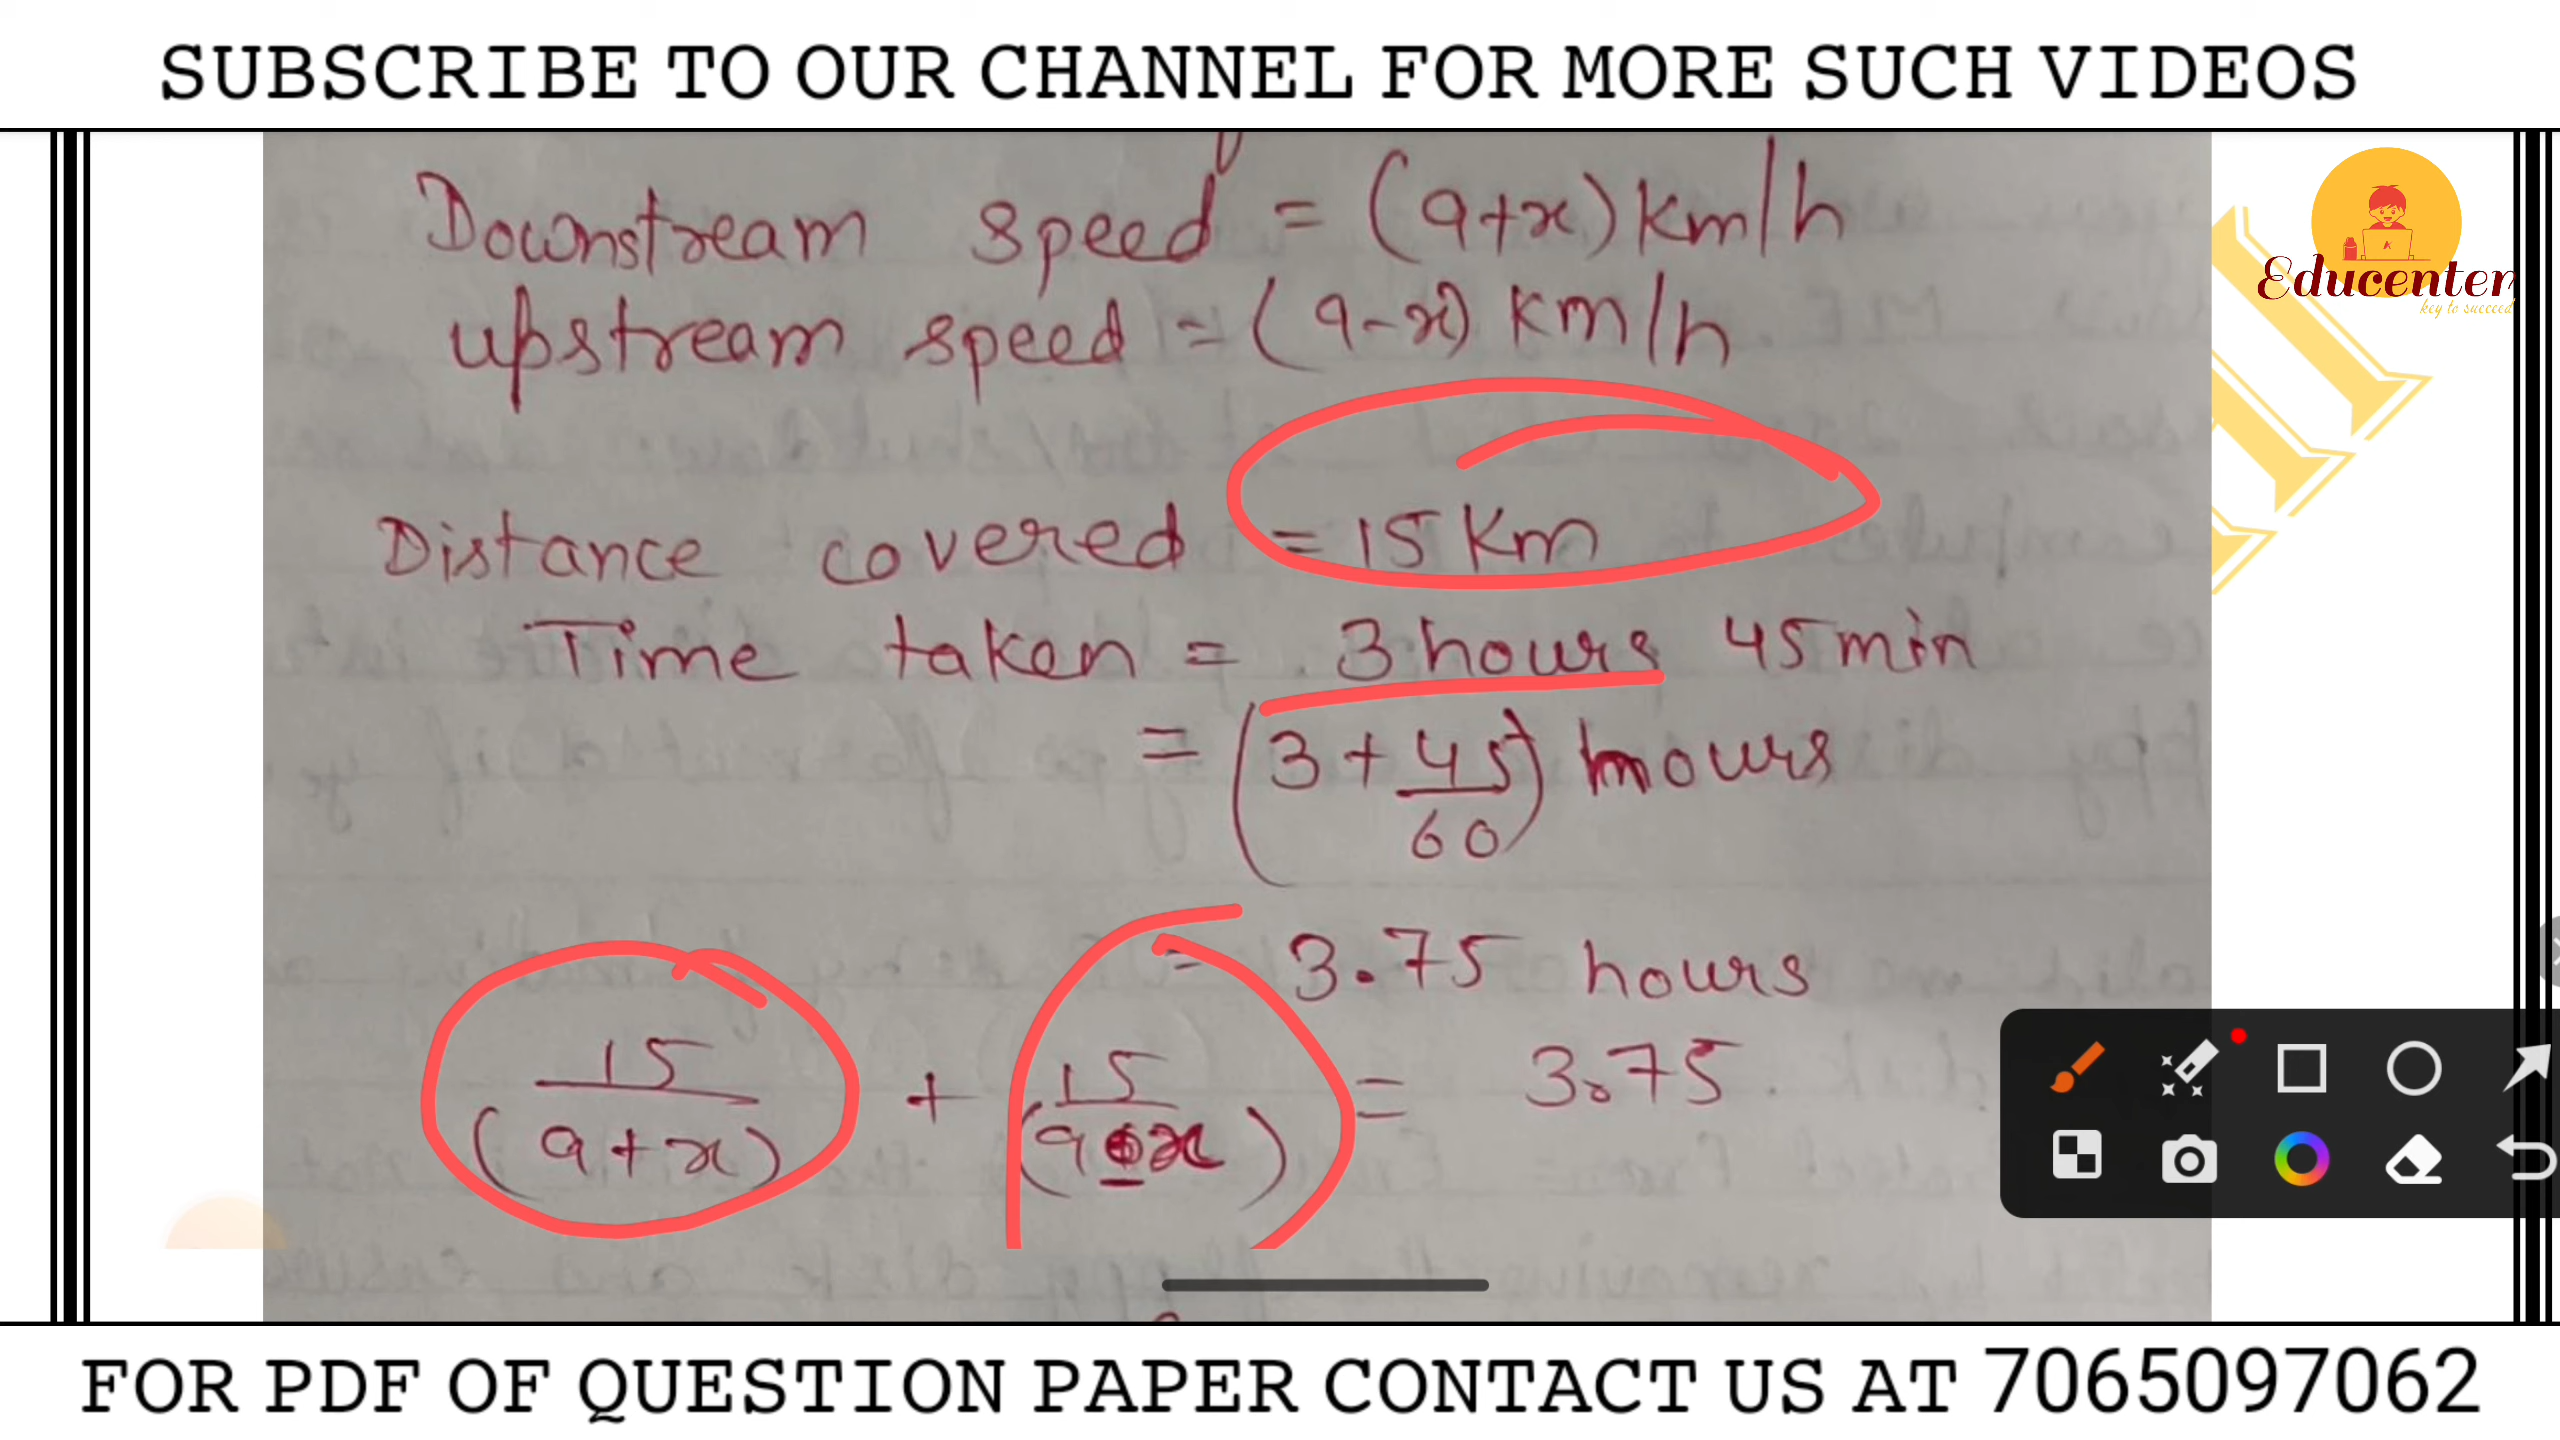 SUBSCRIBE TO OUR CHANNEL FOR MORE SUCH VIDEOS
Educenter
key to succeed
Downstream speed = (9+x) km/h
upstream speed = (9-x) km/h
Distance covered = 15 Km
Time taken = 3 hours 45 min
= (3 + 45/60) hours
= 3.75 hours
15/(9+x) + 15/(9-x) = 3.75
FOR PDF OF QUESTION PAPER CONTACT US AT 7065097062